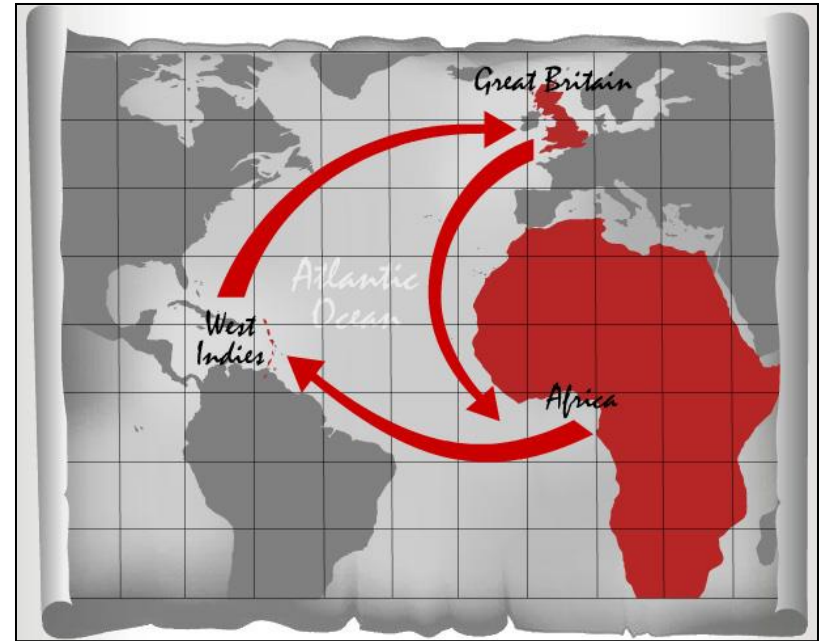 Great Britain
Atlantic
Ocean
West
Indies
Africa